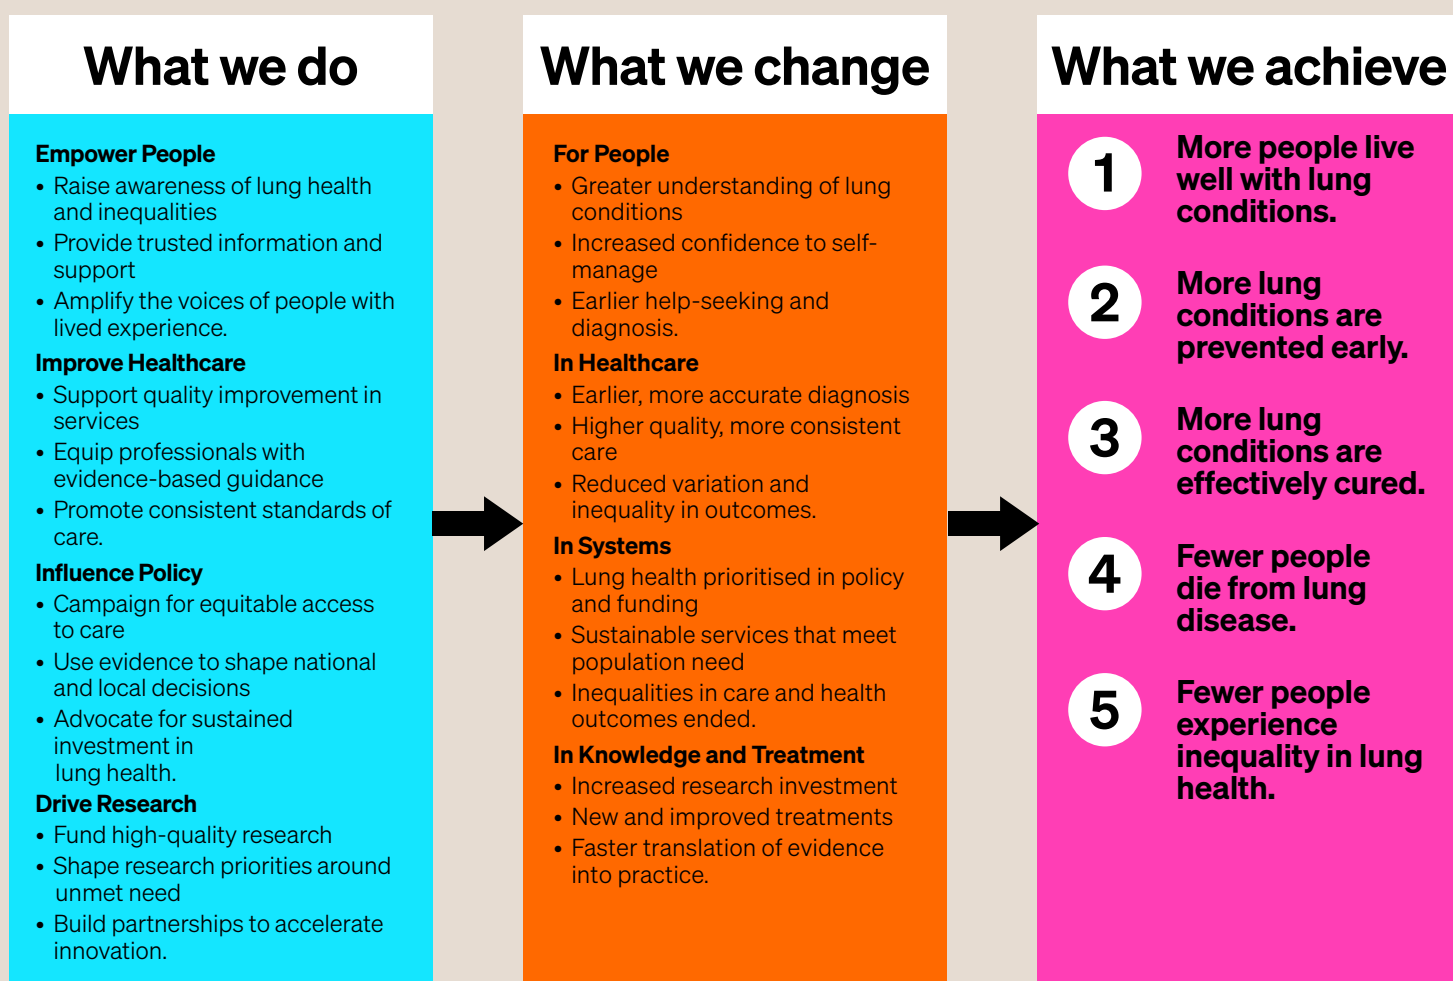 What we do
Empower People
• Raise awareness of lung health
and inequalities
• Provide trusted information and
support
• Amplify the voices of people with
lived experience.
Improve Healthcare
• Support quality improvement in
services
• Equip professionals with
evidence-based guidance
• Promote consistent standards of
care.
Influence Policy
• Campaign for equitable access
to care
• Use evidence to shape national
and local decisions
• Advocate for sustained
investment in
lung health.
Drive Research
• Fund high-quality research
• Shape research priorities around
unmet need
• Build partnerships to accelerate
innovation.
What we change
For People
• Greater understanding of lung
conditions
• Increased confidence to self-
manage
• Earlier help-seeking and
diagnosis.
In Healthcare
• Earlier, more accurate diagnosis
• Higher quality, more consistent
care
• Reduced variation and
inequality in outcomes.
In Systems
• Lung health prioritised in policy
and funding
• Sustainable services that meet
population need
• Inequalities in care and health
outcomes ended.
In Knowledge and Treatment
• Increased research investment
• New and improved treatments
• Faster translation of evidence
into practice.
What we achieve
1 More people live
well with lung
conditions.
2 More lung
conditions are
prevented early.
3 More lung
conditions are
effectively cured.
4 Fewer people
die from lung
disease.
5 Fewer people
experience
inequality in lung
health.